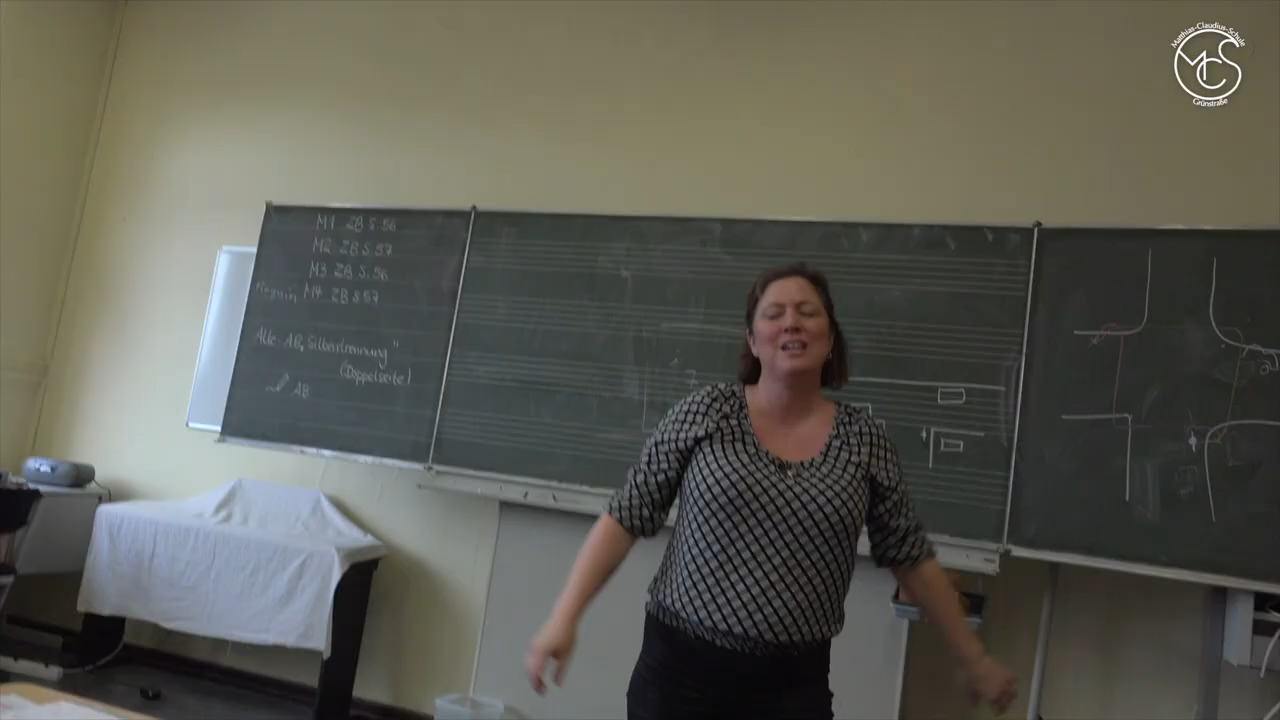 M1 ZB S.56
M2 ZB S.57
M3 ZB S.56
M4 ZB S.57
Alle: AB „Silbentrennung"
(Doppelseite)
AB
Matthias-Claudius-Schule
MCS
Grünstraße